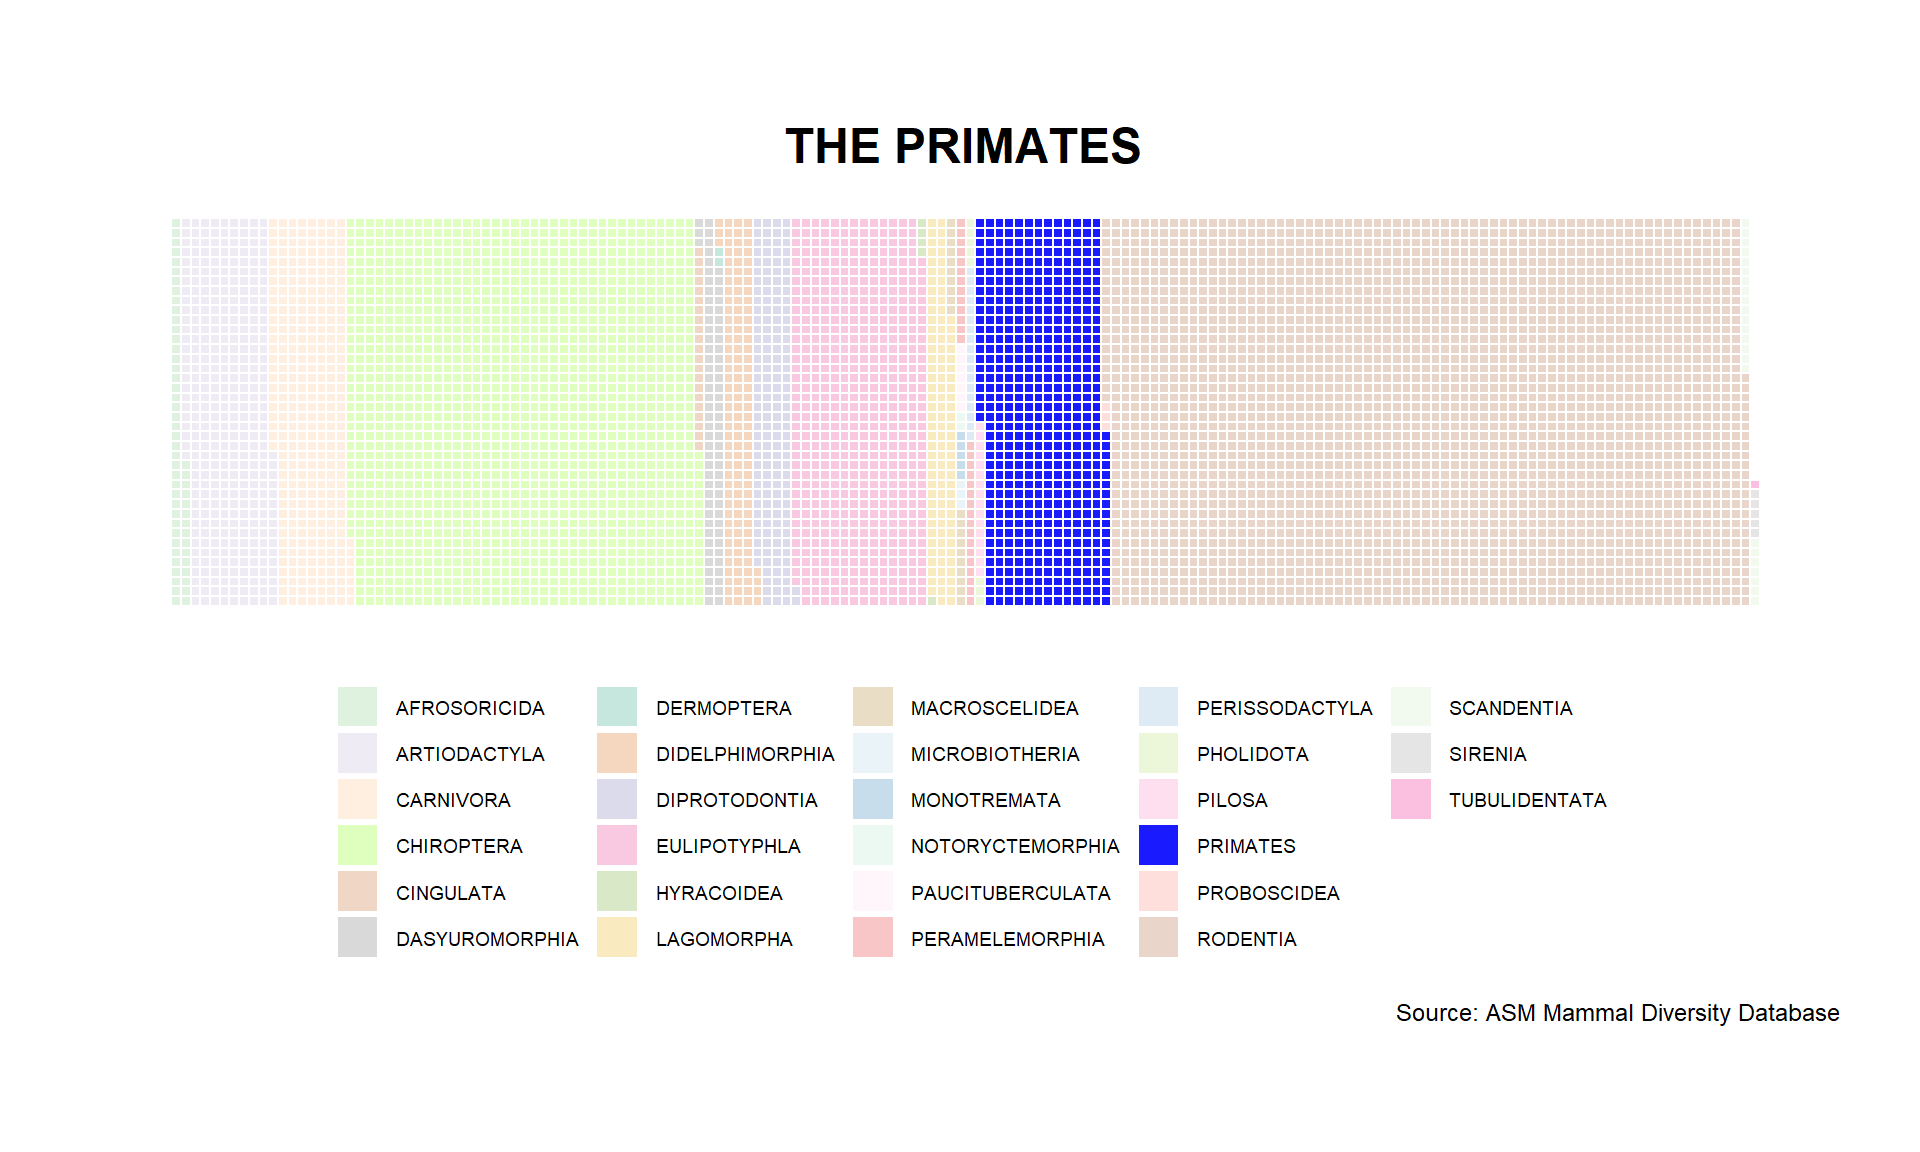 THE PRIMATES
AFROSORICIDA
ARTIODACTYLA
CARNIVORA
CHIROPTERA
CINGULATA
DASYUROMORPHIA
DERMOPTERA
DIDELPHIMORPHIA
DIPROTODONTIA
EULIPOTYPHLA
HYRACOIDEA
LAGOMORPHA
MACROSCELIDEA
MICROBIOTHERIA
MONOTREMATA
NOTORYCTEMORPHIA
PAUCITUBERCULATA
PERAMELEMORPHIA
PERISSODACTYLA
PHOLIDOTA
PILOSA
PRIMATES
PROBOSCIDEA
RODENTIA
SCANDENTIA
SIRENIA
TUBULIDENTATA
Source: ASM Mammal Diversity Database